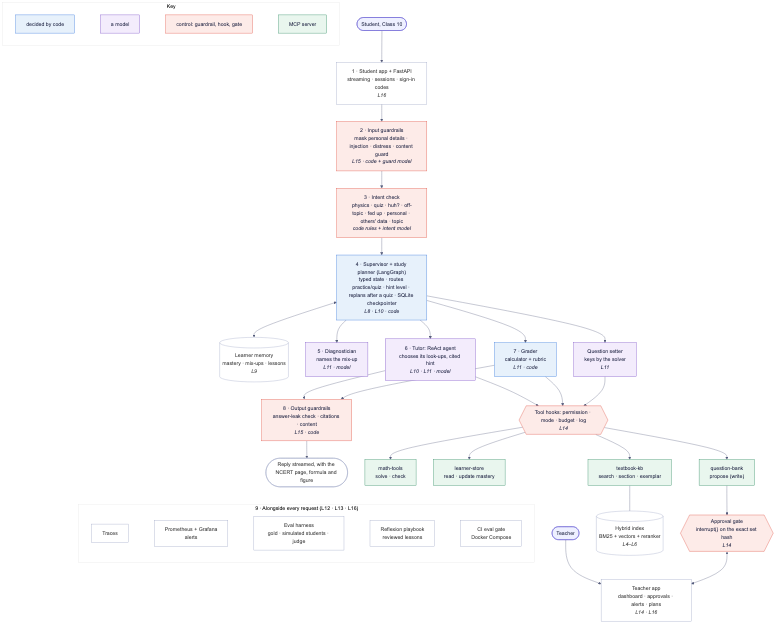 Key
decided by code
a model
control: guardrail, hook, gate
MCP server
Student, Class 10
1 · Student app + FastAPI
streaming · sessions · sign-in
codes
L16
2 · Input guardrails
mask personal details ·
injection · distress · content
guard
L15 · code + guard model
3 · Intent check
physics · quiz · huh? · off-
topic · fed up · personal ·
others' data · topic
code rules + intent model
4 · Supervisor + study
planner (LangGraph)
typed state · routes
practice/quiz · hint level ·
replans after a quiz · SQLite
checkpointer
L8 · L10 · code
Learner memory
mastery · mix-ups · lessons
L9
5 · Diagnostician
names the mix-up
L11 · model
6 · Tutor: ReAct agent
chooses its look-ups, cited
hint
L10 · L11 · model
7 · Grader
calculator + rubric
L11 · code
Question setter
keys by the solver
L11
8 · Output guardrails
answer-leak check · citations
· content
L15 · code
Tool hooks: permission ·
mode · budget · log
L14
Reply streamed, with the
NCERT page, formula and
figure
math-tools
solve · check
learner-store
read · update mastery
textbook-kb
search · section · exemplar
question-bank
propose (write)
9 · Alongside every request (L12 · L13 · L16)
Traces
Prometheus + Grafana
alerts
Eval harness
gold · simulated students ·
judge
Reflexion playbook
reviewed lessons
CI eval gate
Docker Compose
Teacher
Hybrid index
BM25 + vectors + reranker
L4–L6
Approval gate
interrupt() on the exact set
hash
L14
Teacher app
dashboard · approvals ·
alerts · plans
L14 · L16